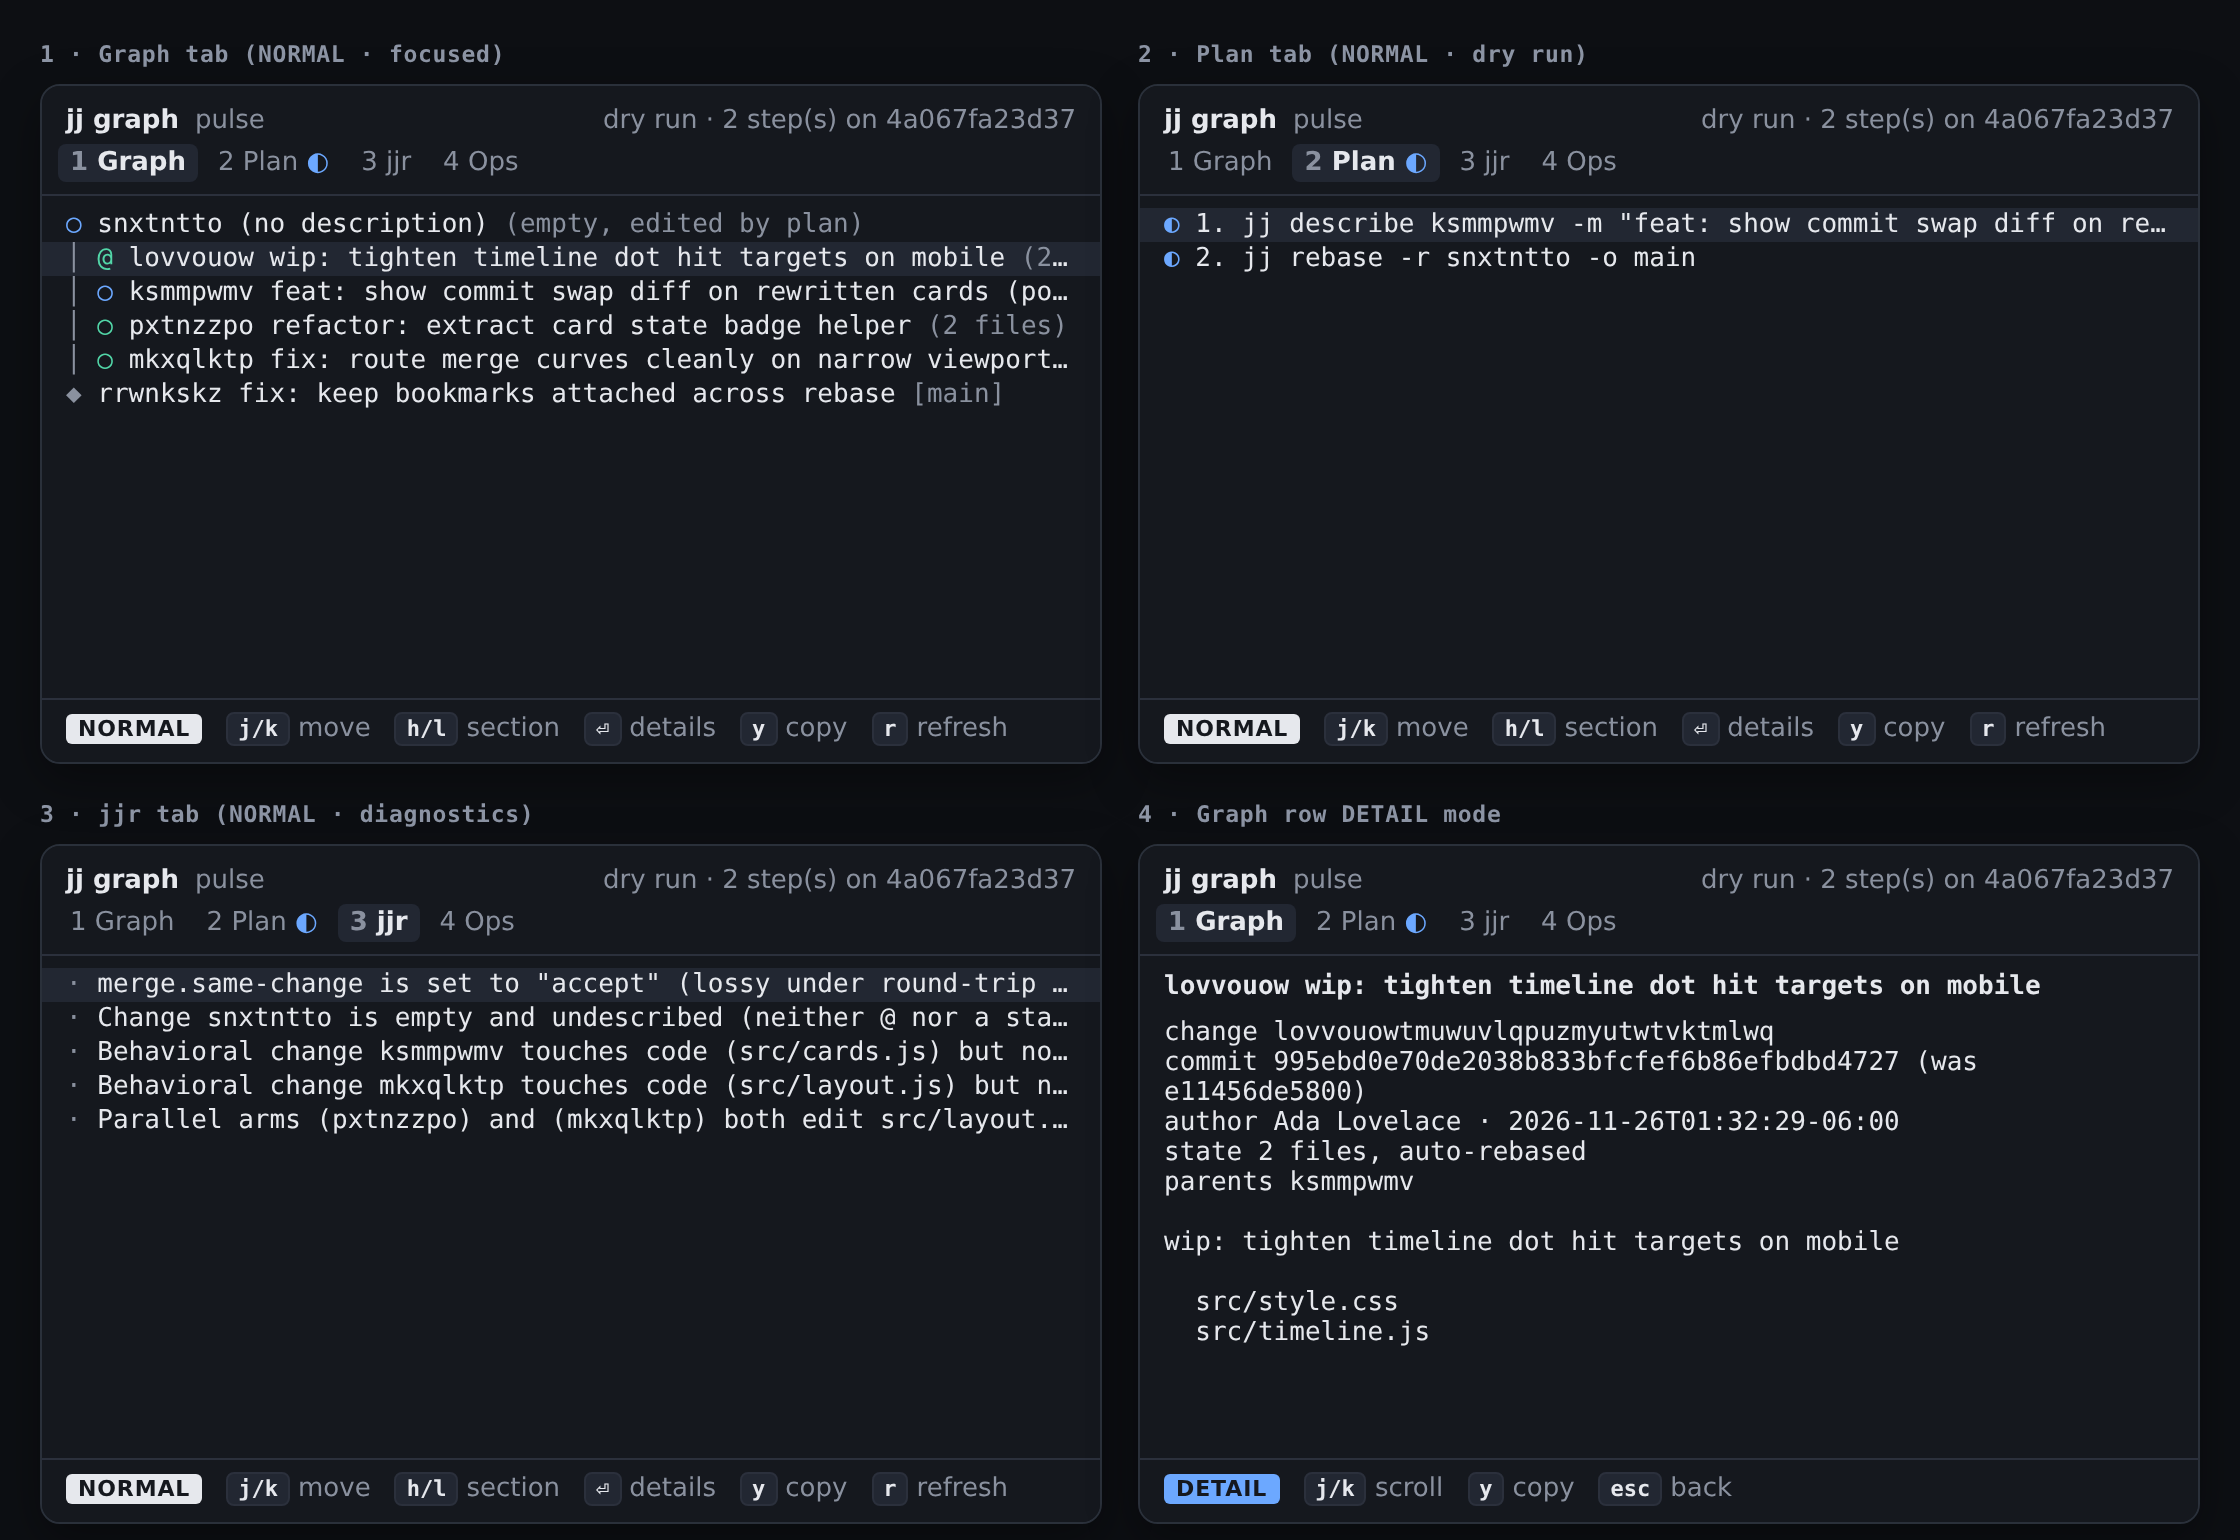 1 · Graph tab (NORMAL · focused)
jj graph pulse dry run · 2 step(s) on 4a067fa23d37
1 Graph 2 Plan ◐ 3 jjr 4 Ops
○ snxtntto (no description) (empty, edited by plan)
│ @ lovvouow wip: tighten timeline dot hit targets on mobile (2…
│ ○ ksmmpwmv feat: show commit swap diff on rewritten cards (po…
│ ○ pxtnzzpo refactor: extract card state badge helper (2 files)
│ ○ mkxqlktp fix: route merge curves cleanly on narrow viewport…
◆ rrwnkskz fix: keep bookmarks attached across rebase [main]
NORMAL j/k move h/l section ⏎ details y copy r refresh
2 · Plan tab (NORMAL · dry run)
jj graph pulse dry run · 2 step(s) on 4a067fa23d37
1 Graph 2 Plan ◐ 3 jjr 4 Ops
◐ 1. jj describe ksmmpwmv -m "feat: show commit swap diff on re…
◐ 2. jj rebase -r snxtntto -o main
NORMAL j/k move h/l section ⏎ details y copy r refresh
3 · jjr tab (NORMAL · diagnostics)
jj graph pulse dry run · 2 step(s) on 4a067fa23d37
1 Graph 2 Plan ◐ 3 jjr 4 Ops
· merge.same-change is set to "accept" (lossy under round-trip …
· Change snxtntto is empty and undescribed (neither @ nor a sta…
· Behavioral change ksmmpwmv touches code (src/cards.js) but no…
· Behavioral change mkxqlktp touches code (src/layout.js) but n…
· Parallel arms (pxtnzzpo) and (mkxqlktp) both edit src/layout.…
NORMAL j/k move h/l section ⏎ details y copy r refresh
4 · Graph row DETAIL mode
jj graph pulse dry run · 2 step(s) on 4a067fa23d37
1 Graph 2 Plan ◐ 3 jjr 4 Ops
lovvouow wip: tighten timeline dot hit targets on mobile
change lovvouowtmuwuvlqpuzmyutwtvktmlwq
commit 995ebd0e70de2038b833bfcfef6b86efbdbd4727 (was
e11456de5800)
author Ada Lovelace · 2026-11-26T01:32:29-06:00
state 2 files, auto-rebased
parents ksmmpwmv
wip: tighten timeline dot hit targets on mobile
src/style.css
src/timeline.js
DETAIL j/k scroll y copy esc back